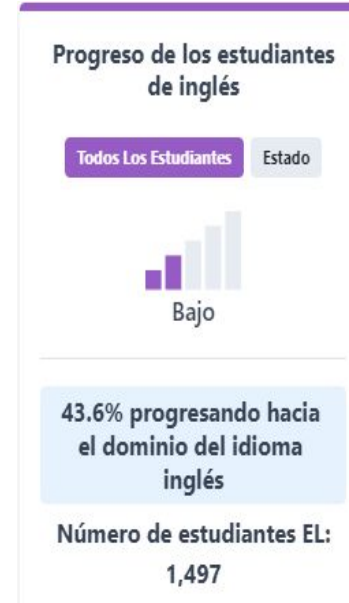 Progreso de los estudiantes
de inglés
Todos Los Estudiantes Estado
Bajo
43.6% progresando hacia
el dominio del idioma
inglés
Número de estudiantes EL:
1,497